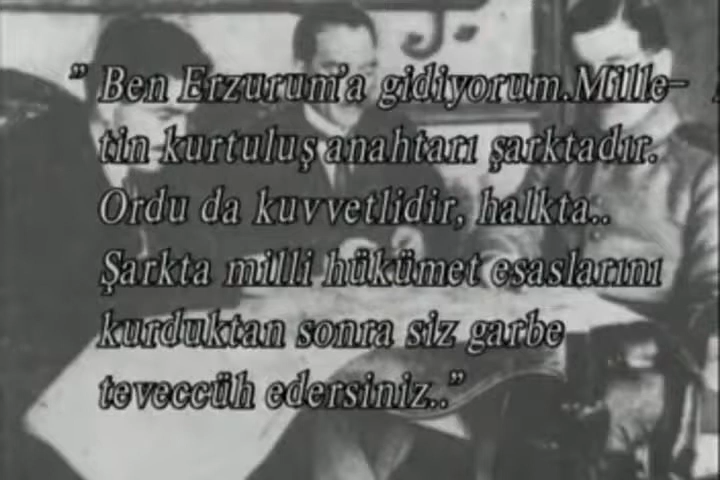 " Ben Erzurum'a gidiyorum.Mille-
tin kurtuluş anahtarı şarktadır.
Ordu da kuvvetlidir, halkta..
Şarkta milli hükümet esaslarını
kurduktan sonra siz garbe
teveccüh edersiniz.."